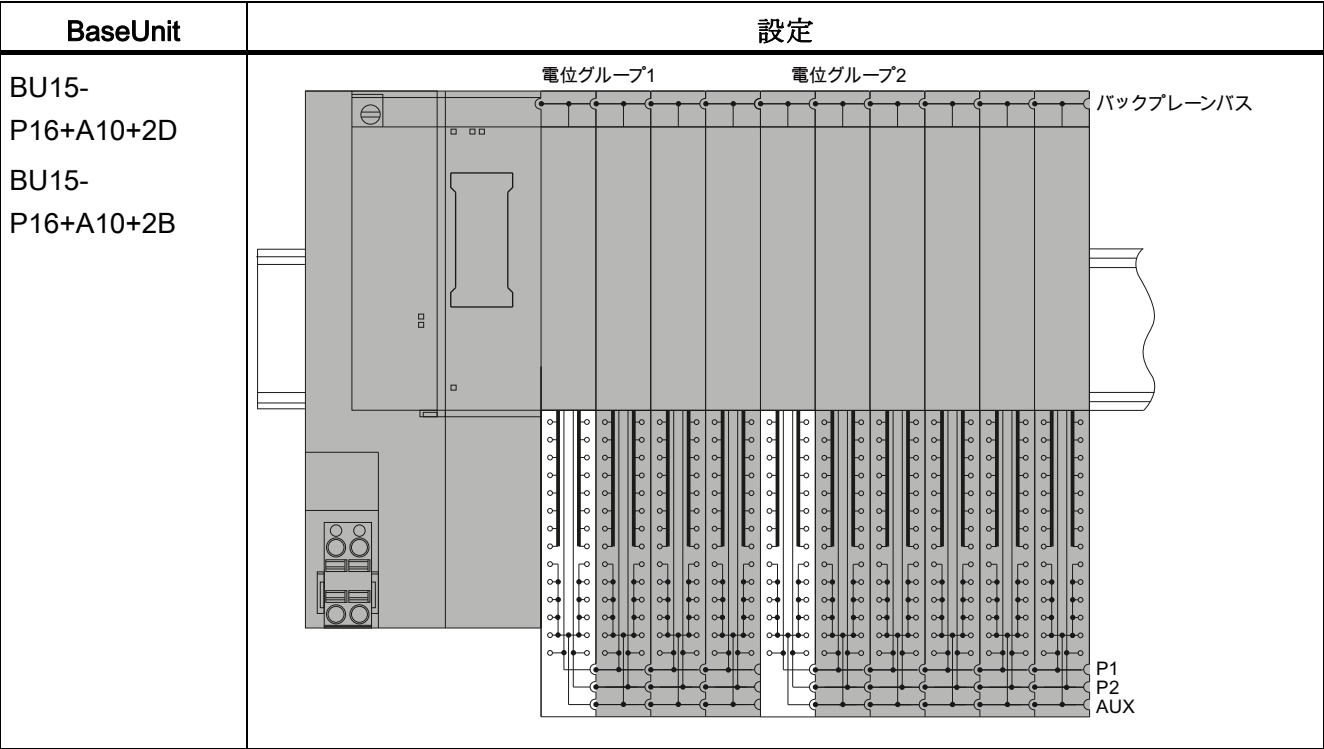 BaseUnit
設定
BU15-
P16+A10+2D
BU15-
P16+A10+2B
電位グループ1
電位グループ2
バックプレーンバス
P1
P2
AUX